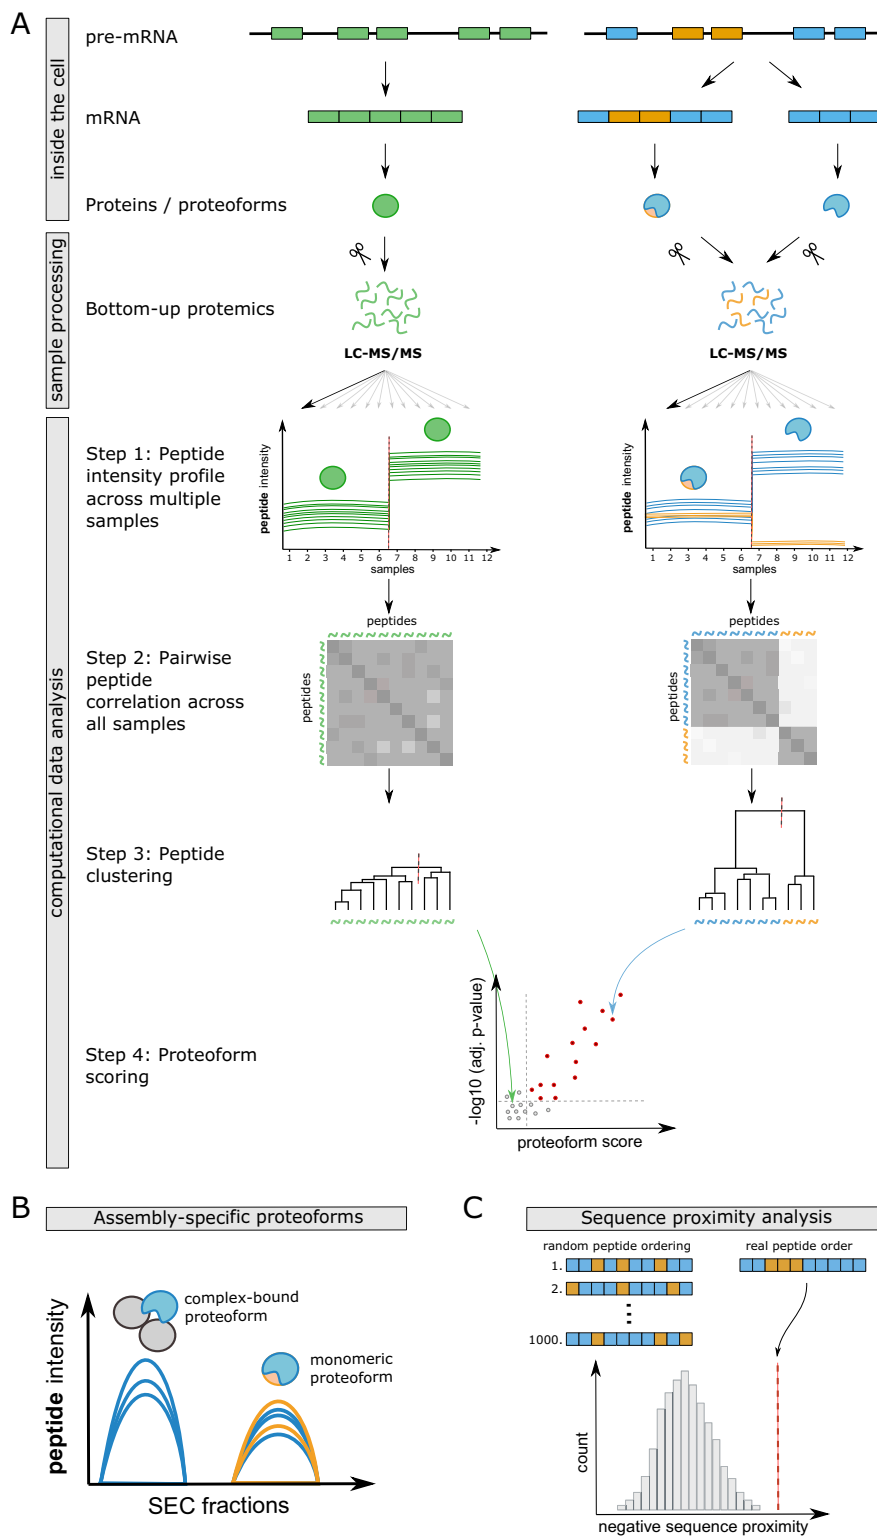 A
inside the cell
pre-mRNA
mRNA
Proteins / proteoforms
sample processing
Bottom-up protemics
LC-MS/MS
LC-MS/MS
computational data analysis
Step 1: Peptide
intensity profile
across multiple
samples
peptide intensity
1 2 3 4 5 6 7 8 9 10 11 12
samples
peptide intensity
1 2 3 4 5 6 7 8 9 10 11 12
samples
Step 2: Pairwise
peptide
correlation across
all samples
peptides
peptides
peptides
peptides
Step 3: Peptide
clustering
Step 4: Proteoform
scoring
-log10 (adj. p-value)
proteoform score
B
Assembly-specific proteoforms
complex-bound
proteoform
monomeric
proteoform
peptide intensity
SEC fractions
C
Sequence proximity analysis
random peptide ordering
real peptide order
1.
2.
1000.
count
negative sequence proximity